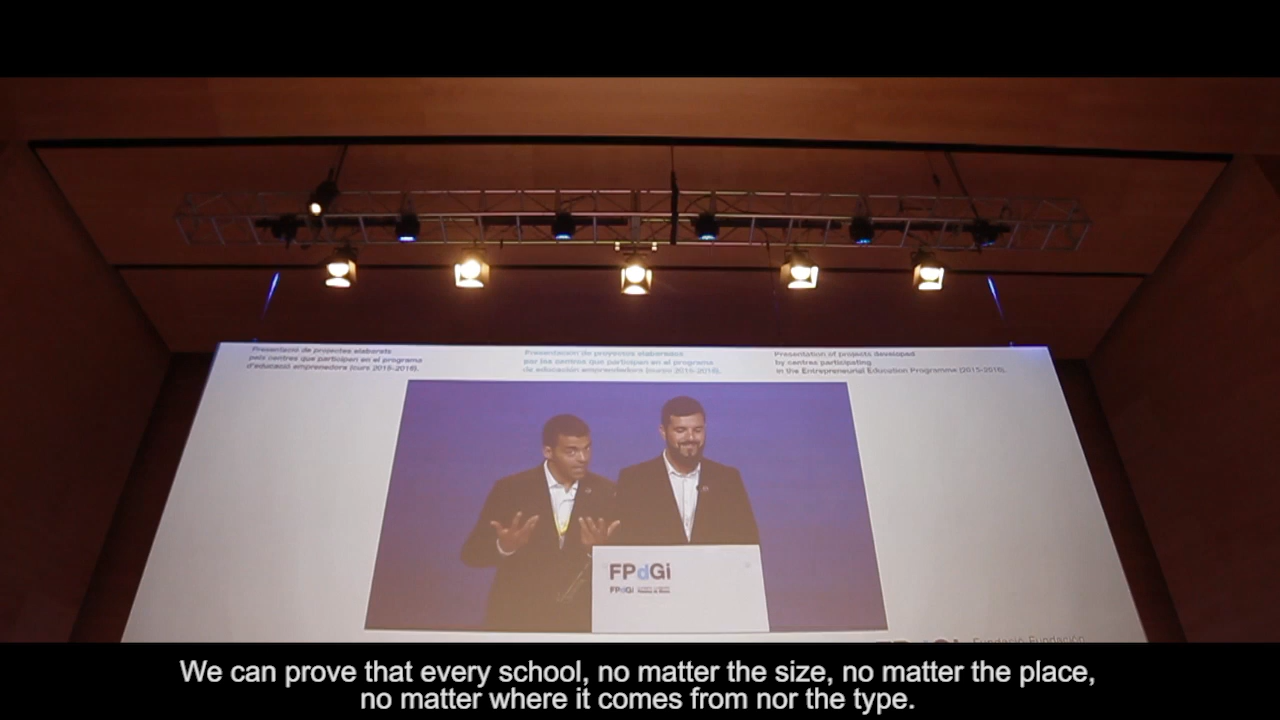 Presentació de projectes elaborats
pels centres que participen en el programa
d'educació emprenedora (curs 2015-2016).
Presentación de proyectos elaborados
por los centros que participan en el programa
de educación emprendedora (curso 2015-2016).
Presentation of projects developed
by centres participating
in the Entrepreneurial Education Programme (2015-2016).
FPdGi
FPdGi
FPdGi Fundació Fundación
We can prove that every school, no matter the size, no matter the place,
no matter where it comes from nor the type.